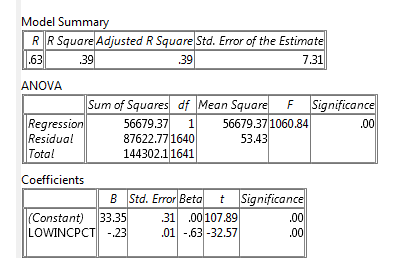 Model Summary
R R Square Adjusted R Square Std. Error of the Estimate
.63 .39 .39 7.31
ANOVA
Sum of Squares df Mean Square F Significance
Regression 56679.37 1 56679.37 1060.84 .00
Residual 87622.77 1640 53.43
Total 144302.1 1641
Coefficients
B Std. Error Beta t Significance
(Constant) 33.35 .31 .00 107.89 .00
LOWINCPCT -.23 .01 -.63 -32.57 .00